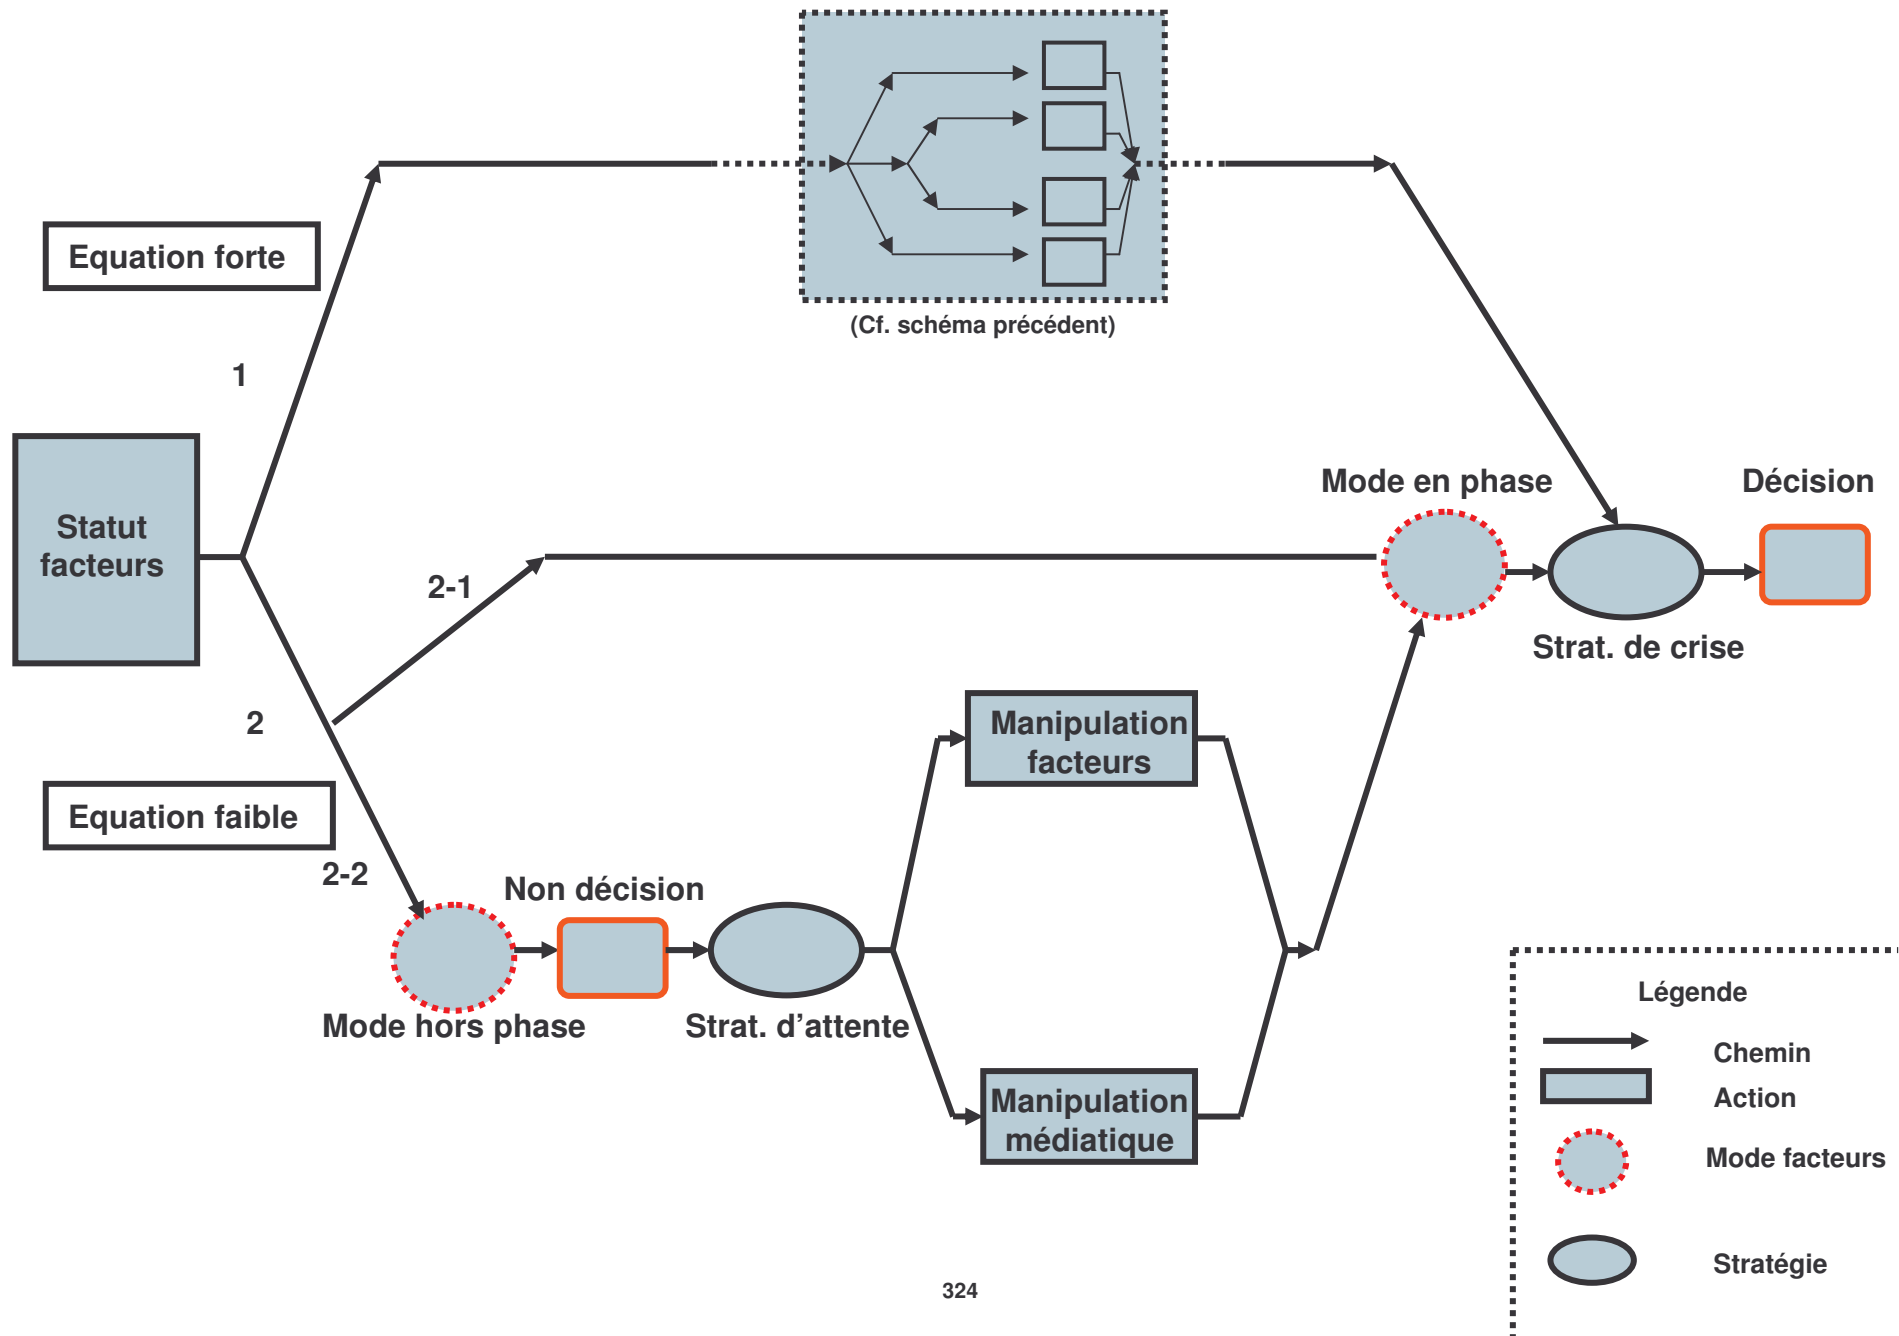 (Cf. schéma précédent)
Equation forte
1
Statut
facteurs
Mode en phase
Décision
2-1
Strat. de crise
2
Manipulation
facteurs
Equation faible
2-2
Non décision
Mode hors phase
Strat. d’attente
Manipulation
médiatique
Légende
Chemin
Action
Mode facteurs
Stratégie
324